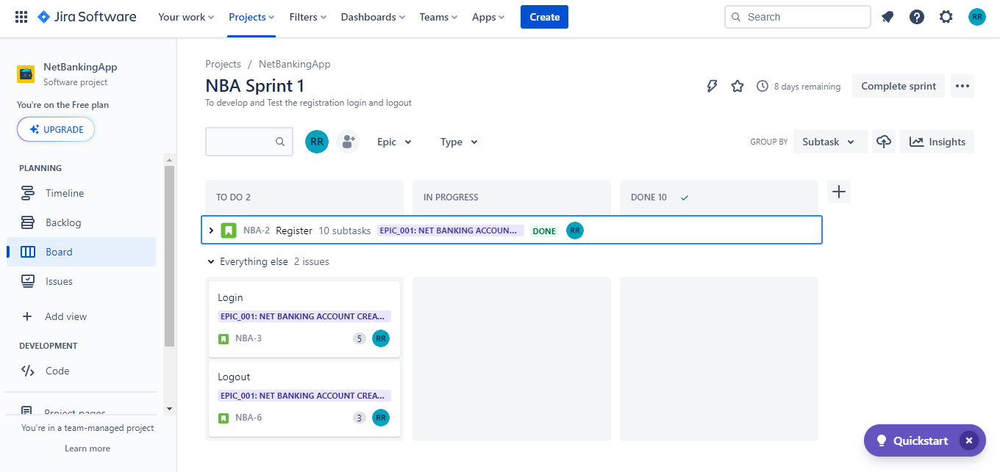 Jira Software
Your work
Projects
Filters
Dashboards
Teams
Apps
Create
Search
RR
NetBankingApp
Software project
You're on the Free plan
UPGRADE
PLANNING
Timeline
Backlog
Board
Issues
Add view
DEVELOPMENT
Code
Project pages
You're in a team-managed project
Learn more
Projects / NetBankingApp
NBA Sprint 1
To develop and Test the registration login and logout
8 days remaining
Complete sprint
RR
Epic
Type
GROUP BY
Subtask
Insights
TO DO 2
IN PROGRESS
DONE 10
NBA-2 Register 10 subtasks EPIC_001: NET BANKING ACCOUN... DONE RR
Everything else 2 issues
Login
EPIC_001: NET BANKING ACCOUNT CREA...
NBA-3 5 RR
Logout
EPIC_001: NET BANKING ACCOUNT CREA...
NBA-6 3 RR
Quickstart